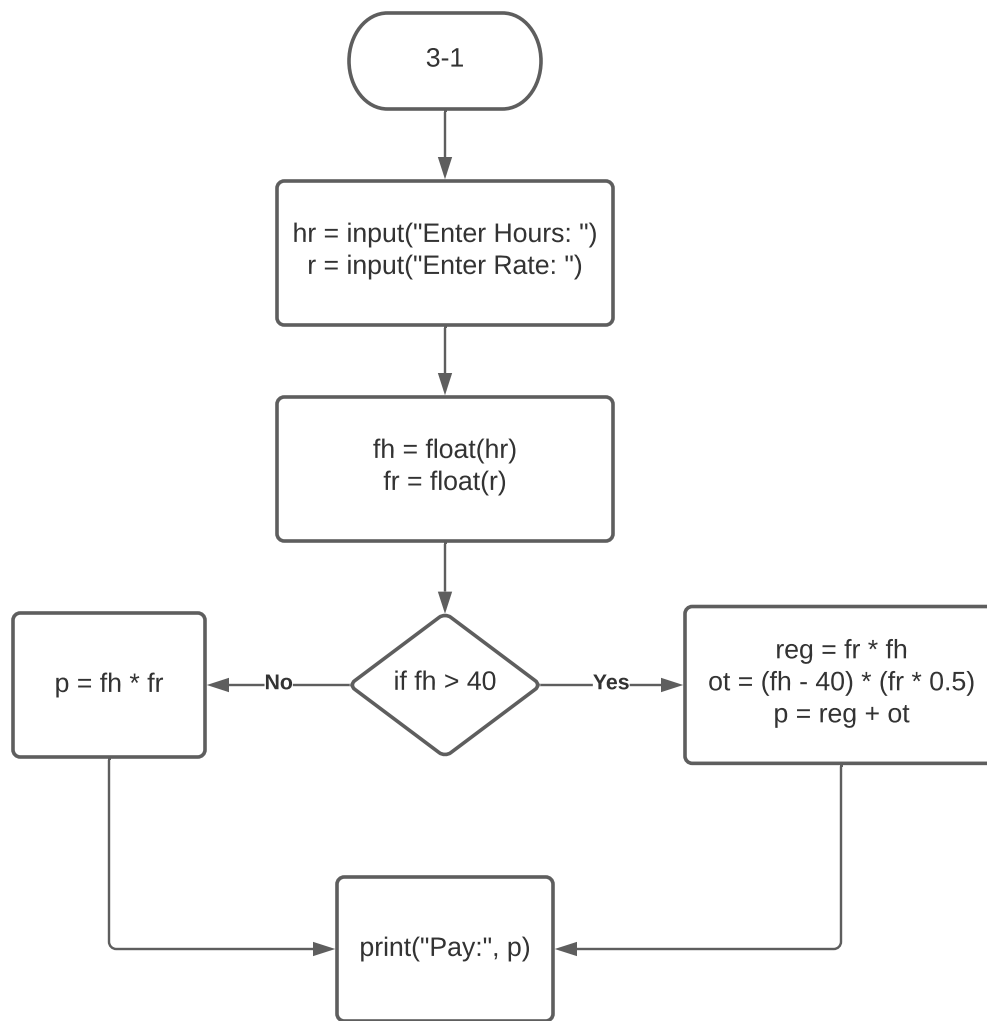 3-1
hr = input("Enter Hours: ")
r = input("Enter Rate: ")
fh = float(hr)
fr = float(r)
if fh > 40
No
p = fh * fr
Yes
reg = fr * fh
ot = (fh - 40) * (fr * 0.5)
p = reg + ot
print("Pay:", p)